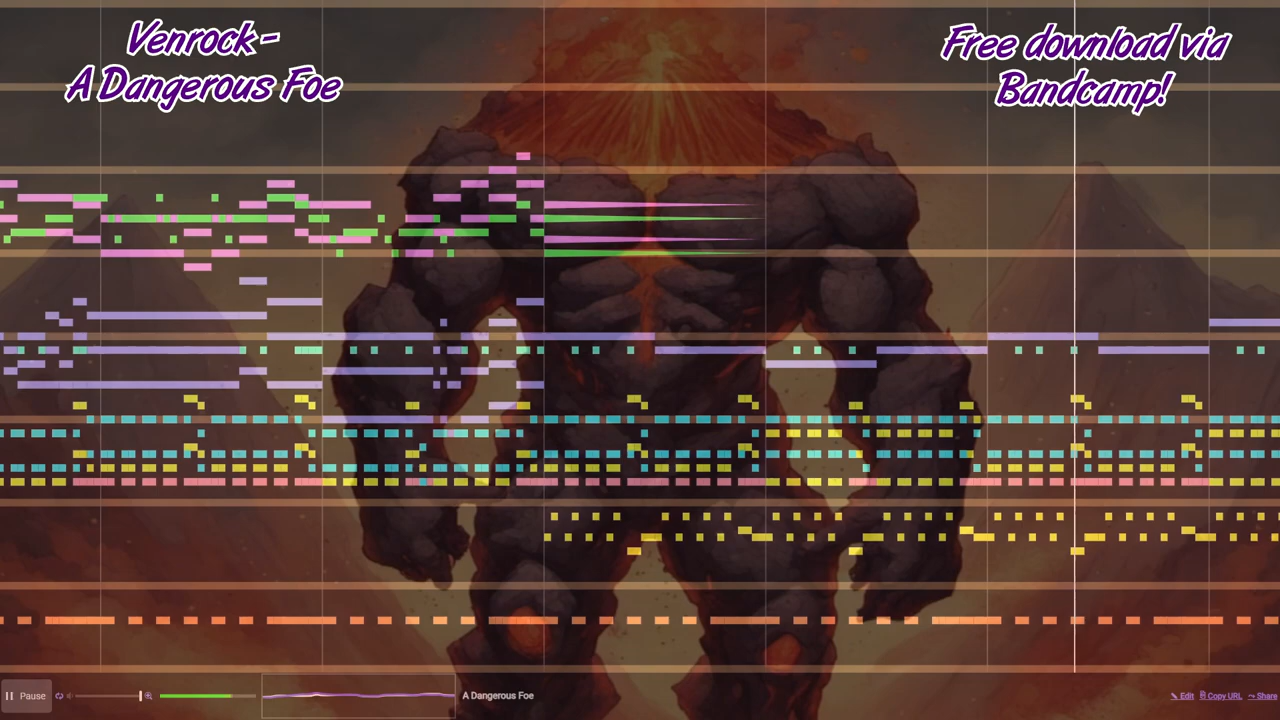 Venrock-
A Dangerous Foe
Free download via
Bandcamp!
Pause
A Dangerous Foe
Edit
Copy URL
Share